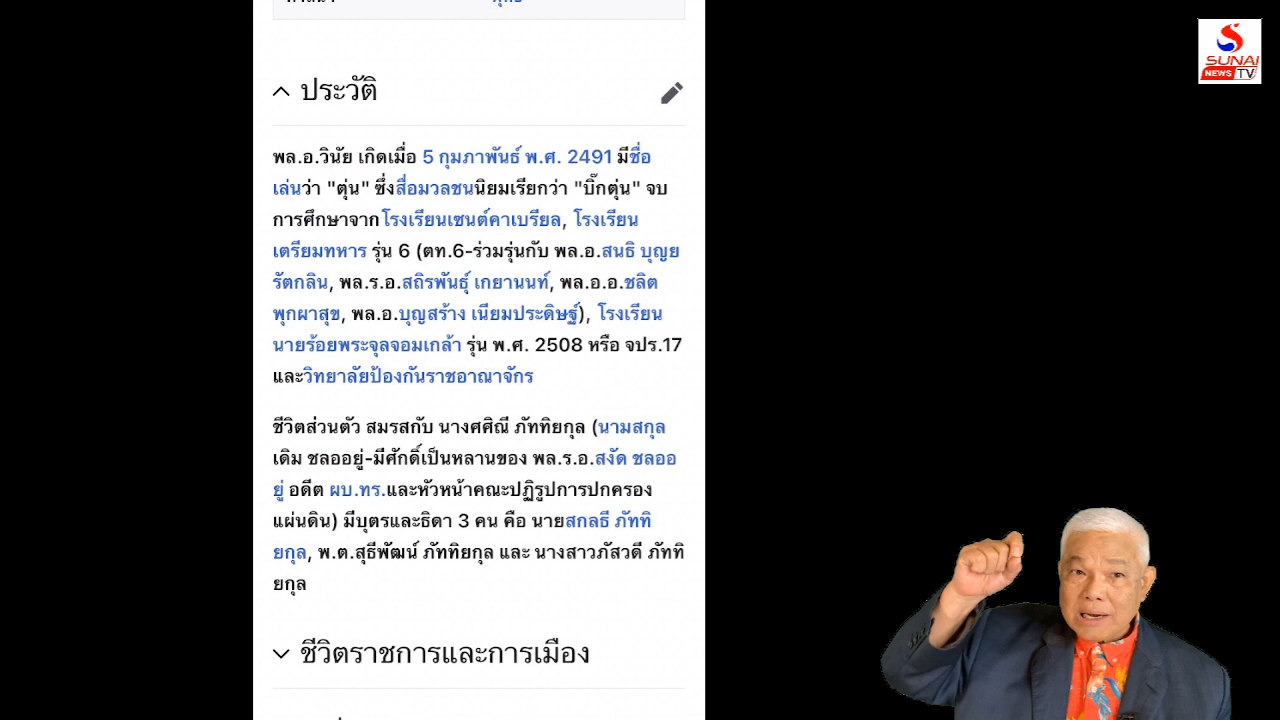 SUNAI
NEWS TV
ประวัติ
พล.อ.วินัย เกิดเมื่อ 5 กุมภาพันธ์ พ.ศ. 2491 มีชื่อ
เล่นว่า "ตุ่น" ซึ่งสื่อมวลชนนิยมเรียกว่า "บิ๊กตุ่น" จบ
การศึกษาจากโรงเรียนเซนต์คาเบรียล, โรงเรียน
เตรียมทหาร รุ่น 6 (ตท.6-ร่วมรุ่นกับ พล.อ.สนธิ บุญย
รัตกลิน, พล.ร.อ.สถิรพันธุ์ เกยานนท์, พล.อ.อ.ชลิต
พุกผาสุข, พล.อ.บุญสร้าง เนียมประดิษฐ์), โรงเรียน
นายร้อยพระจุลจอมเกล้า รุ่น พ.ศ. 2508 หรือ จปร.17
และวิทยาลัยป้องกันราชอาณาจักร
ชีวิตส่วนตัว สมรสกับ นางศศิณี ภัททิยกุล (นามสกุล
เดิม ชลออยู่-มีศักดิ์เป็นหลานของ พล.ร.อ.สงัด ชลออ
ยู่ อดีต ผบ.ทร.และหัวหน้าคณะปฏิรูปการปกครอง
แผ่นดิน) มีบุตรและธิดา 3 คน คือ นายสกลธี ภัททิ
ยกุล, พ.ต.สุธีพัฒน์ ภัททิยกุล และ นางสาวภัสวดี ภัททิ
ยกุล
ชีวิตราชการและการเมือง